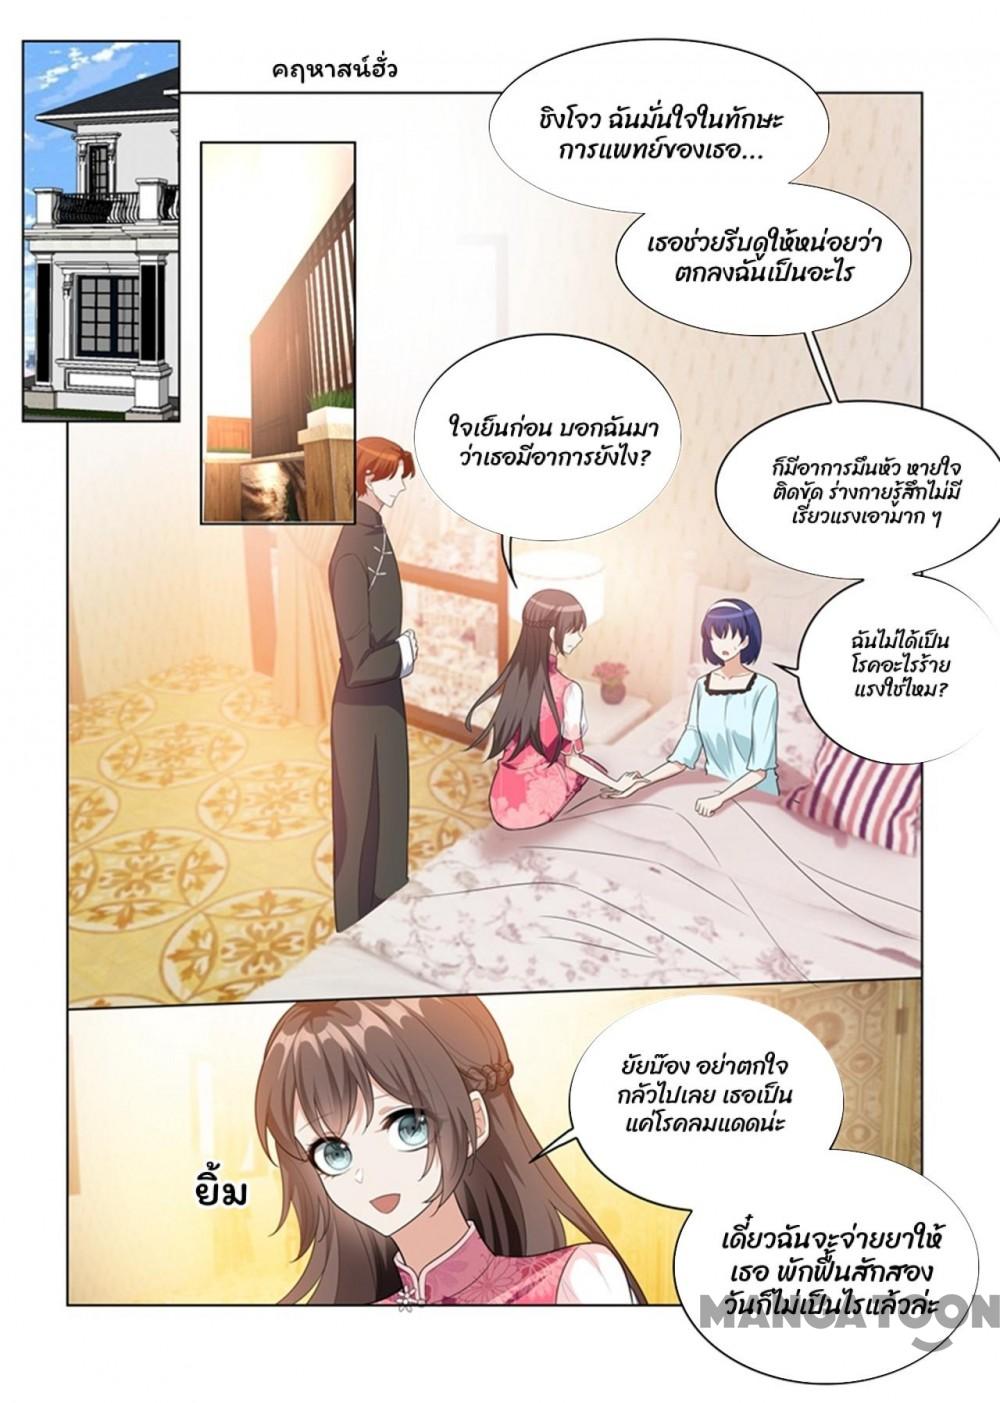 คฤหาสน์ฮั่ว
ชิงโจว ฉันมั่นใจในทักษะ
การแพทย์ของเธอ...
เธอช่วยรีบดูให้หน่อยว่า
ตกลงฉันเป็นอะไร
ใจเย็นก่อน บอกฉันมา
ว่าเธอมีอาการยังไง?
ก็มีอาการมึนหัว หายใจ
ติดขัด ร่างกายรู้สึกไม่มี
เรี่ยวแรงเอามาก ๆ
ฉันไม่ได้เป็น
โรคอะไรร้าย
แรงใช่ไหม?
ยัยบ๊อง อย่าตกใจ
กลัวไปเลย เธอเป็น
แค่โรคลมแดดน่ะ
ยิ้ม
เดี๋ยวฉันจะจ่ายยาให้
เธอ พักฟื้นสักสอง
วันก็ไม่เป็นไรแล้วล่ะ
MANGATOON